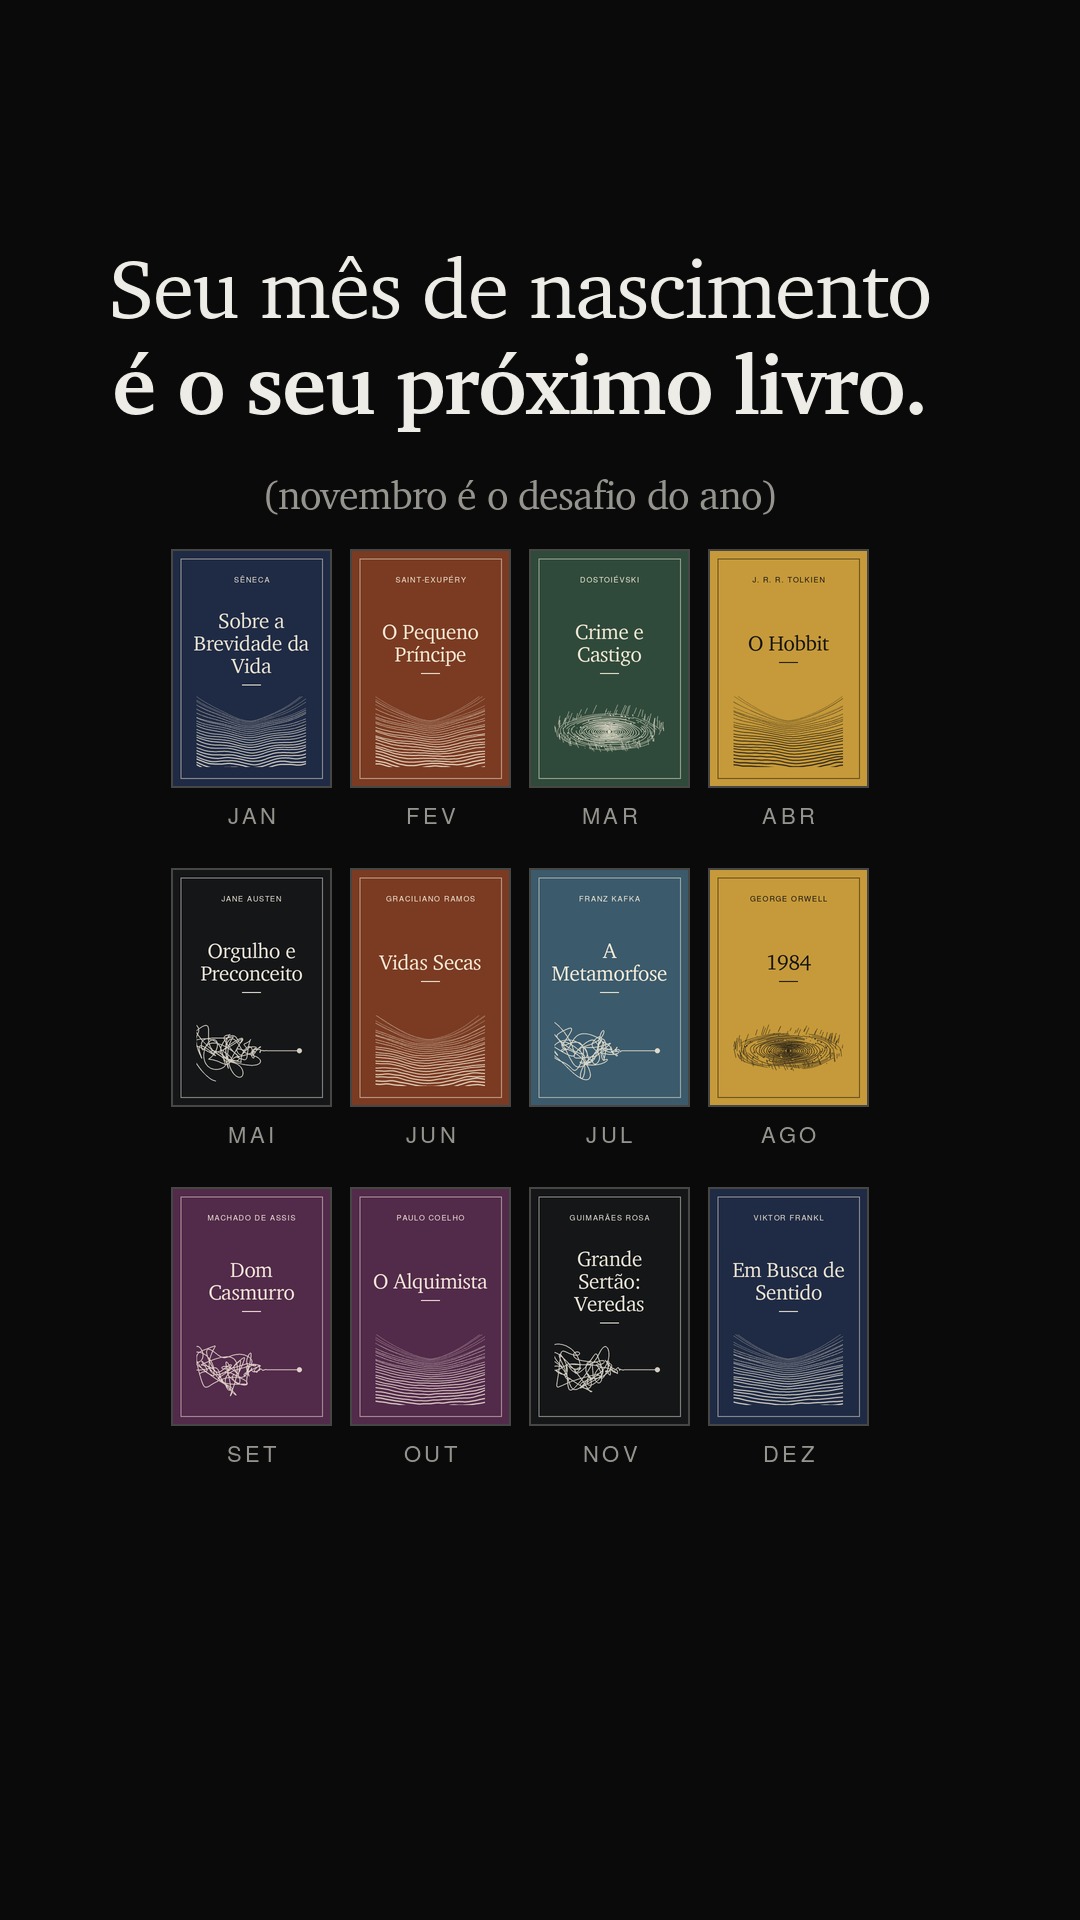 Seu mês de nascimento
é o seu próximo livro.
(novembro é o desafio do ano)
SÊNECA
Sobre a
Brevidade da
Vida
JAN
SAINT-EXUPÉRY
O Pequeno
Príncipe
FEV
DOSTOIÉVSKI
Crime e
Castigo
MAR
J. R. R. TOLKIEN
O Hobbit
ABR
JANE AUSTEN
Orgulho e
Preconceito
MAI
GRACILIANO RAMOS
Vidas Secas
JUN
FRANZ KAFKA
A
Metamorfose
JUL
GEORGE ORWELL
1984
AGO
MACHADO DE ASSIS
Dom
Casmurro
SET
PAULO COELHO
O Alquimista
OUT
GUIMARÃES ROSA
Grande
Sertão:
Veredas
NOV
VIKTOR FRANKL
Em Busca de
Sentido
DEZ